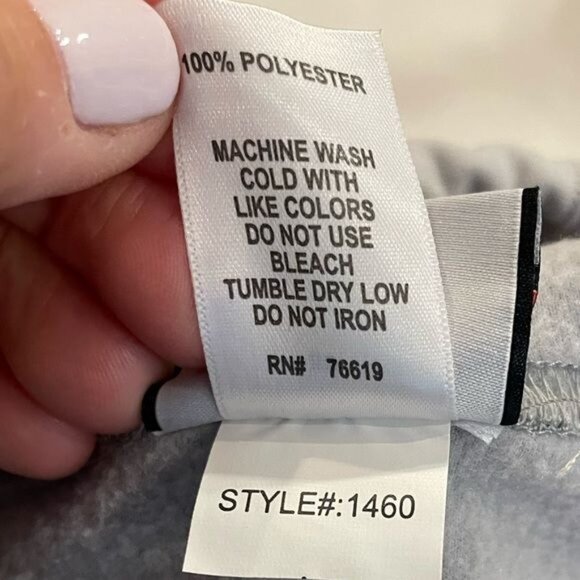 100% POLYESTER
MACHINE WASH
COLD WITH
LIKE COLORS
DO NOT USE
BLEACH
TUMBLE DRY LOW
DO NOT IRON
RN# 76619
STYLE#:1460